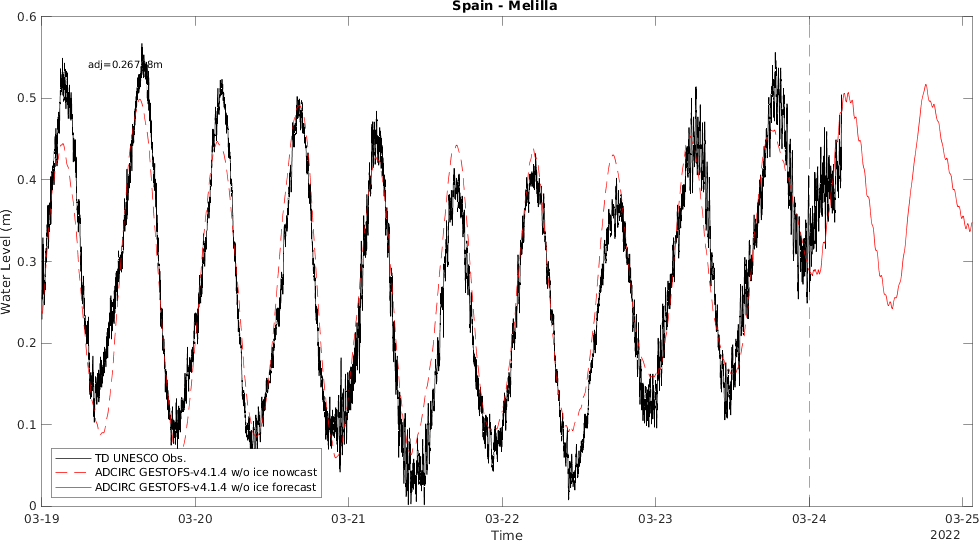 Spain - Melilla
0.6
0.5
0.4
0.3
0.2
0.1
0
Water Level (m)
TD UNESCO Obs.
ADCIRC GESTOFS-v4.1.4 w/o ice nowcast
ADCIRC GESTOFS-v4.1.4 w/o ice forecast
03-19 03-20 03-21 03-22 03-23 03-24 03-25
Time
2022